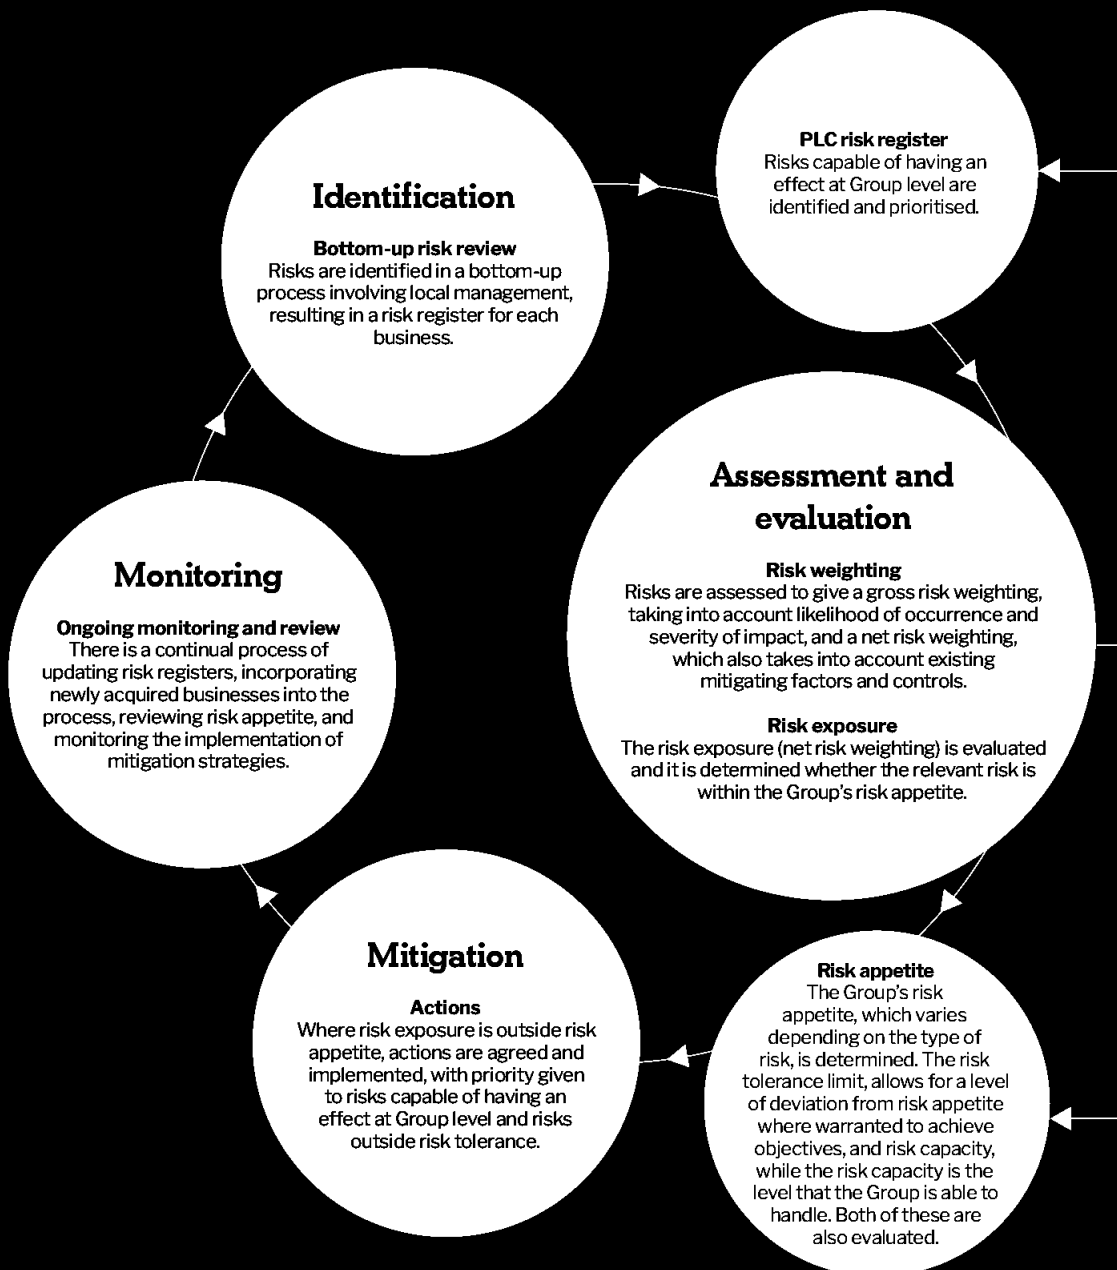 Identification
Bottom-up risk review
Risks are identified in a bottom-up
process involving local management,
resulting in a risk register for each
business.
PLC risk register
Risks capable of having an
effect at Group level are
identified and prioritised.
Assessment and
evaluation
Risk weighting
Risks are assessed to give a gross risk weighting,
taking into account likelihood of occurrence and
severity of impact, and a net risk weighting,
which also takes into account existing
mitigating factors and controls.
Risk exposure
The risk exposure (net risk weighting) is evaluated
and it is determined whether the relevant risk is
within the Group's risk appetite.
Risk appetite
The Group's risk
appetite, which varies
depending on the type of
risk, is determined. The risk
tolerance limit, allows for a level
of deviation from risk appetite
where warranted to achieve
objectives, and risk capacity,
while the risk capacity is the
level that the Group is able to
handle. Both of these are
also evaluated.
Mitigation
Actions
Where risk exposure is outside risk
appetite, actions are agreed and
implemented, with priority given
to risks capable of having an
effect at Group level and risks
outside risk tolerance.
Monitoring
Ongoing monitoring and review
There is a continual process of
updating risk registers, incorporating
newly acquired businesses into the
process, reviewing risk appetite, and
monitoring the implementation of
mitigation strategies.